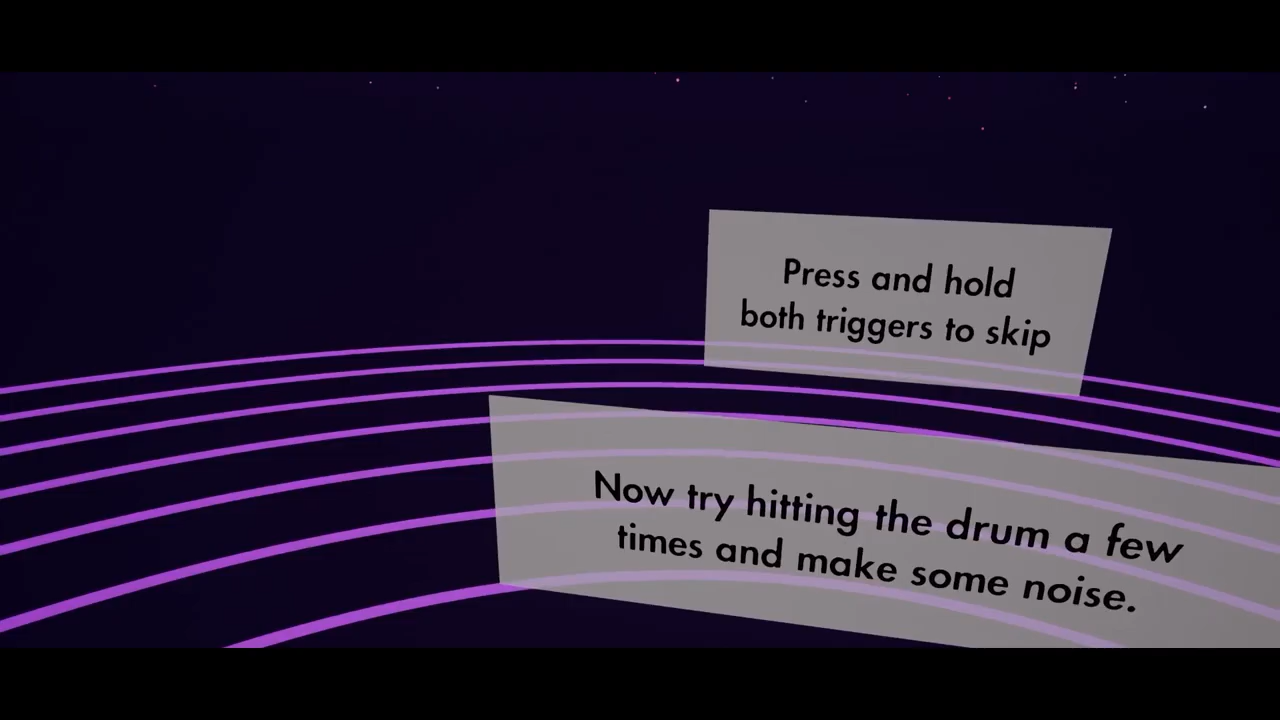 Press and hold
both triggers to skip
Now try hitting the drum a few
times and make some noise.